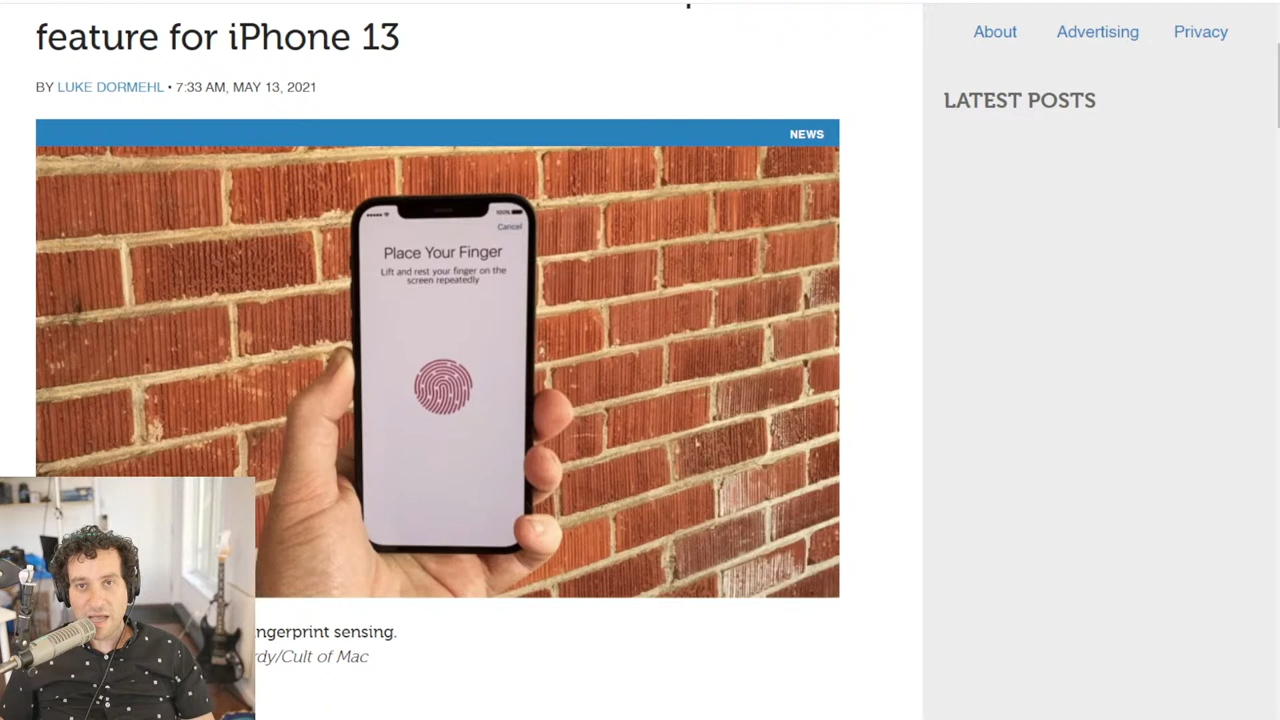 feature for iPhone 13
About Advertising Privacy
BY LUKE DORMEHL • 7:33 AM, MAY 13, 2021
LATEST POSTS
NEWS
100%
Cancel
Place Your Finger
Lift and rest your finger on the
screen repeatedly
ngerprint sensing.
rdy/Cult of Mac